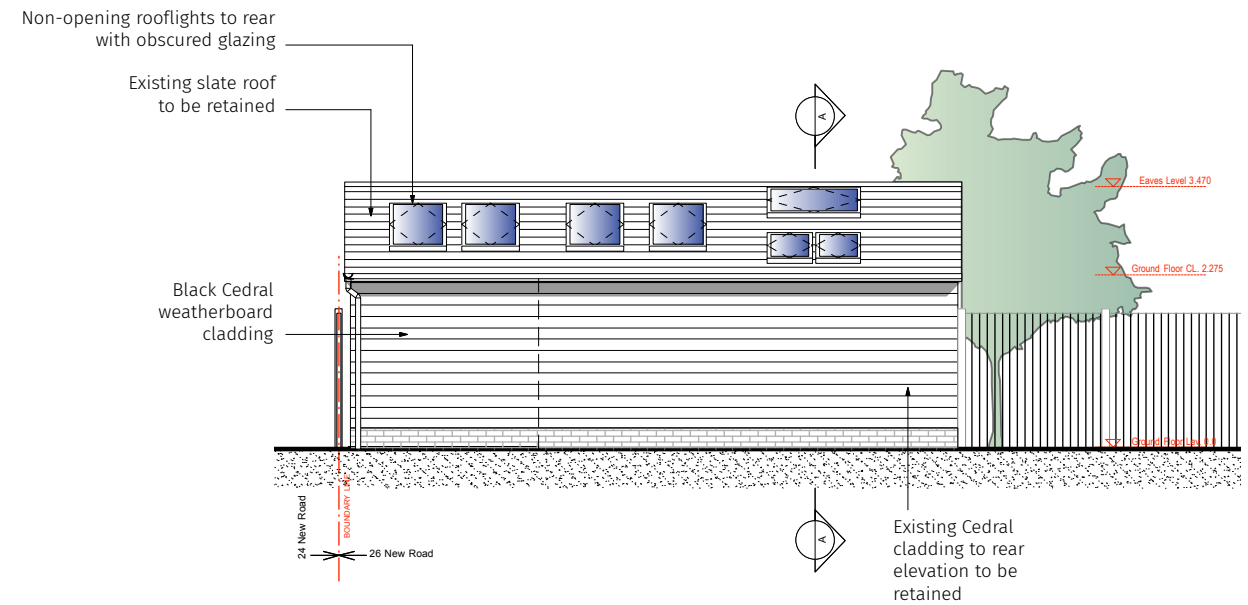 Non-opening rooflights to rear
with obscured glazing
Existing slate roof
to be retained
A
Eaves Level 3.470
Ground Floor CL. 2.275
Black Cedral
weatherboard
cladding
Ground Floor Lev. 0.0
BOUNDARY LINE
24 New Road
26 New Road
A
Existing Cedral
cladding to rear
elevation to be
retained